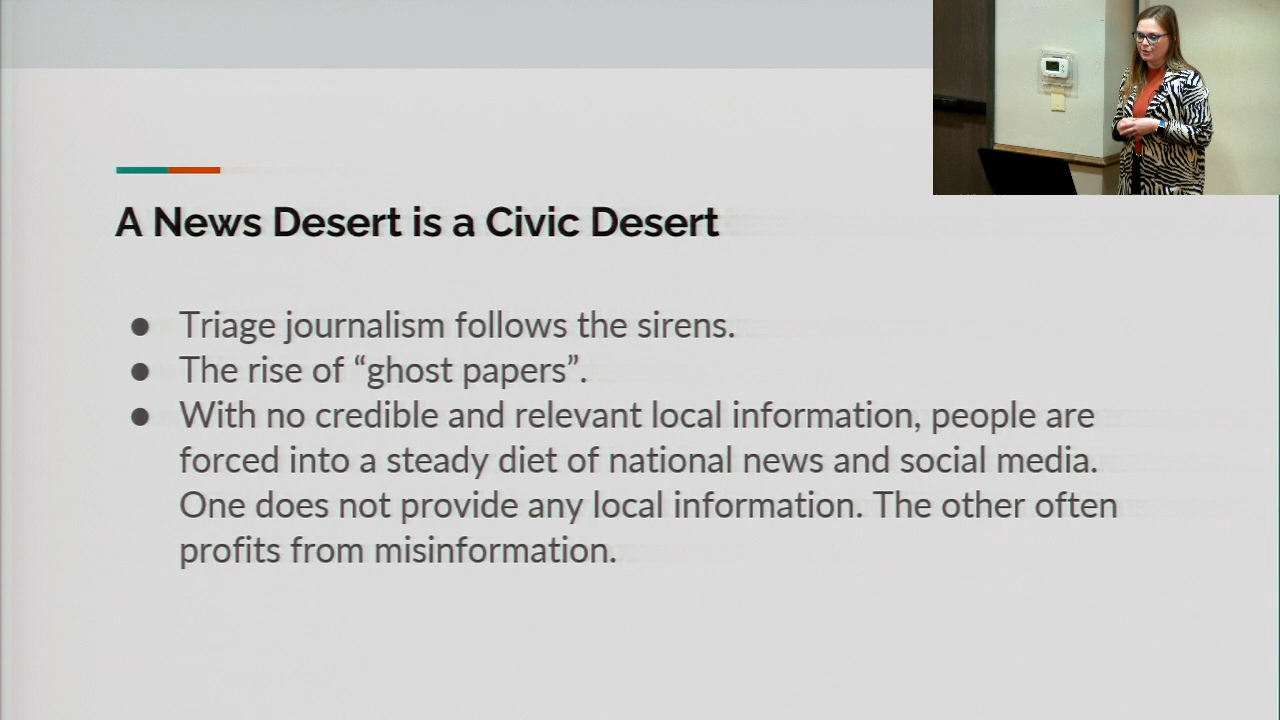 A News Desert is a Civic Desert
● Triage journalism follows the sirens.
● The rise of “ghost papers”.
● With no credible and relevant local information, people are
forced into a steady diet of national news and social media.
One does not provide any local information. The other often
profits from misinformation.